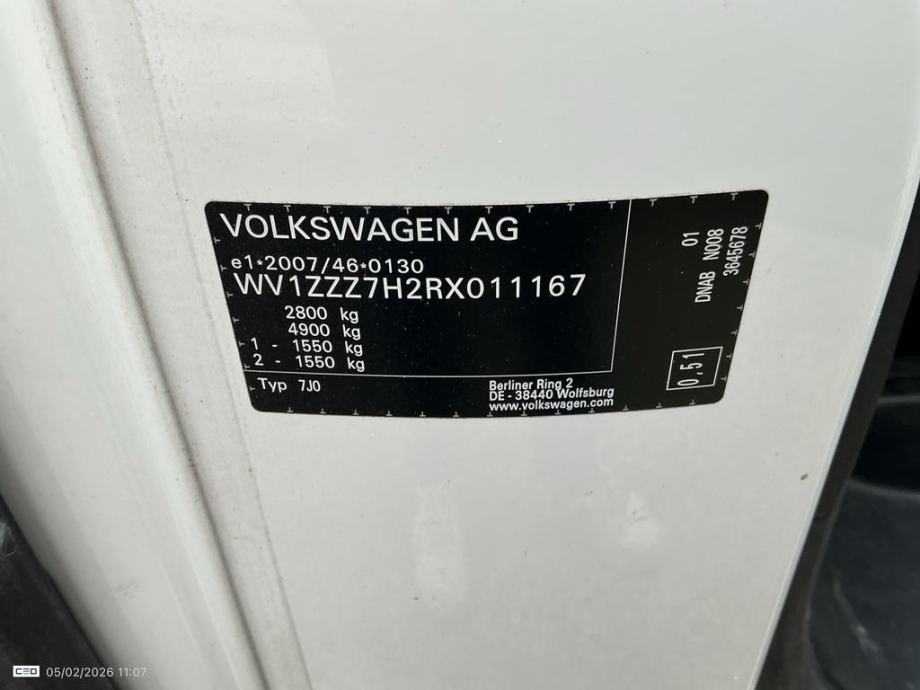 VOLKSWAGEN AG
e1*2007/46*0130
WV1ZZZ7H2RX011167
2800 kg
4900 kg
1 - 1550 kg
2 - 1550 kg
Typ 7J0
Berliner Ring 2
DE - 38440 Wolfsburg
www.volkswagen.com
01
DNAB N008
3645678
0,51
CEO 05/02/2026 11:07